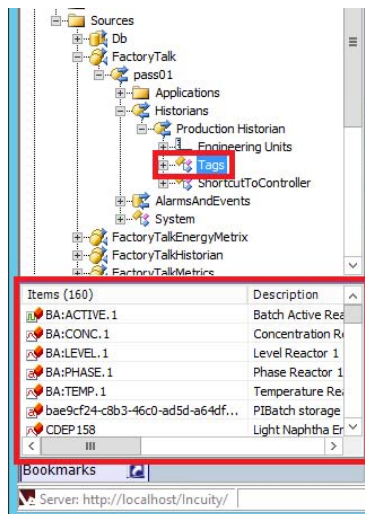 Sources
Db
FactoryTalk
pass01
Applications
Historians
Production Historian
Engineering Units
Tags
ShortcutToController
AlarmsAndEvents
System
FactoryTalkEnergyMetrix
FactoryTalkHistorian
FactoryTalkMetrics
Items (160) Description
BA:ACTIVE.1 Batch Active Rea
BA:CONC.1 Concentration Re
BA:LEVEL.1 Level Reactor 1
BA:PHASE.1 Phase Reactor 1
BA:TEMP.1 Temperature Rea
bae9cf24-c8b3-46c0-ad5d-a64df... PIBatch storage
CDEP158 Light Naphtha Er
Bookmarks
Server: http://localhost/Incuity/